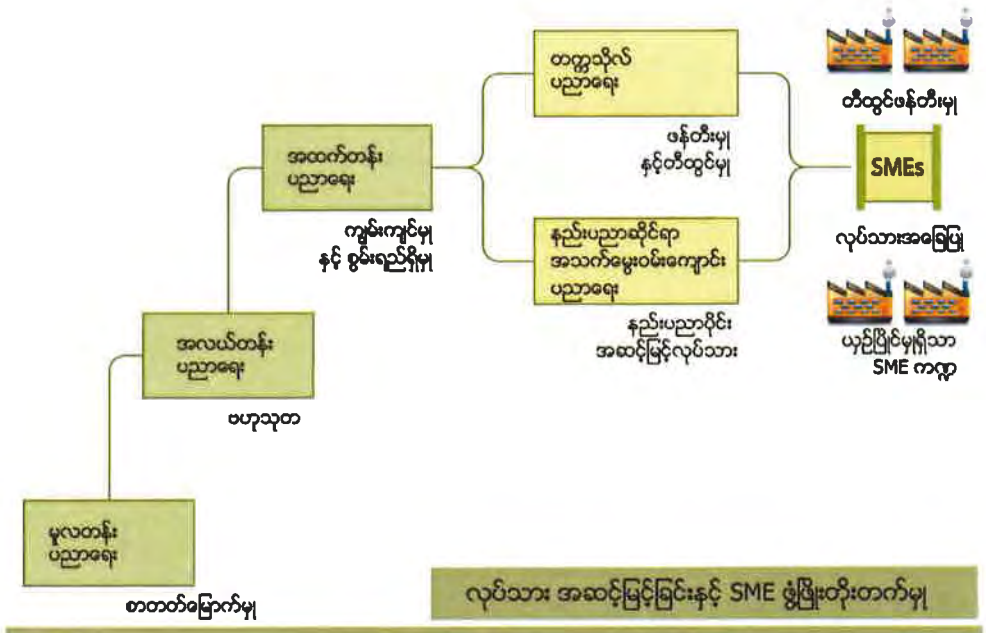 တက္ကသိုလ်
ပညာရေး
တီထွင်ဖန်တီးမှု
ဖန်တီးမှု
နှင့်တီထွင်မှု
အထက်တန်း
ပညာရေး
SMEs
ကျွမ်းကျင်မှု
နှင့် စွမ်းရည်ရှိမှု
နည်းပညာဆိုင်ရာ
အသက်မွေးဝမ်းကျောင်း
ပညာရေး
လုပ်သားအခြေပြု
နည်းပညာပိုင်း
အဆင့်မြင့်လုပ်သား
အလယ်တန်း
ပညာရေး
ယှဉ်ပြိုင်မှုရှိသာ
SME ကဏ္ဍ
ဗဟုသုတ
မူလတန်း
ပညာရေး
စာတတ်မြောက်မှု
လုပ်သား အဆင့်မြင့်ခြင်းနှင့် SME ဖွံ့ဖြိုးတိုးတက်မှု